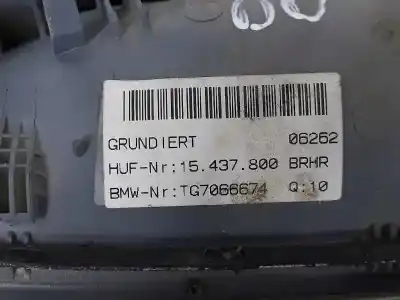 GRUNDIERT 06262
HUF-Nr:15.437.800 BRHR
BMW-Nr:TG7066674 Q:10